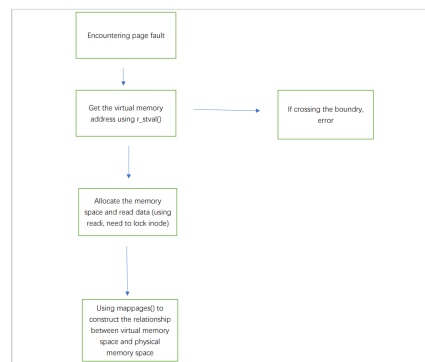 Encountering page fault
Get the virtual memory
address using r_stval()
If crossing the boundry,
error
Allocate the memory
space and read data (using
readi, need to lock inode)
Using mappages() to
construct the relationship
between virtual memory
space and physical
memory space